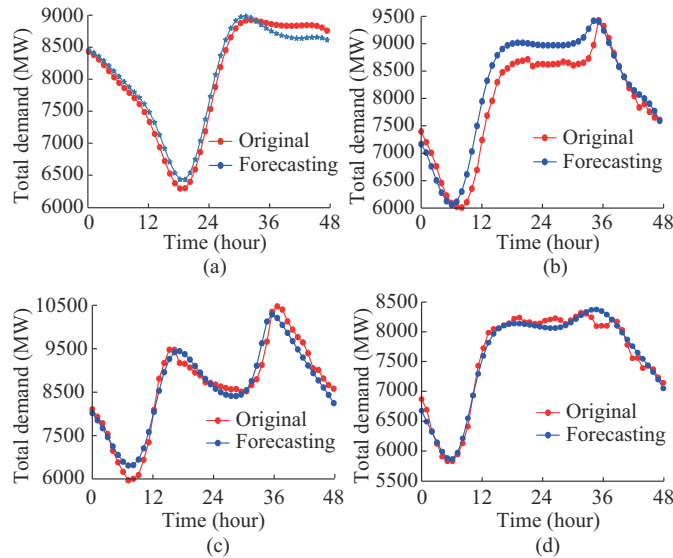 9000
8500
8000
7500
7000
6500
6000
Total demand (MW)
Original
Forecasting
0 12 24 36 48
Time (hour)
(a)
9500
9000
8500
8000
7500
7000
6500
6000
Total demand (MW)
Original
Forecasting
0 12 24 36 48
Time (hour)
(b)
10500
9500
8500
7500
6000
Total demand (MW)
Original
Forecasting
0 12 24 36 48
Time (hour)
(c)
8500
8000
7500
7000
6500
6000
5500
Total demand (MW)
Original
Forecasting
0 12 24 36 48
Time (hour)
(d)